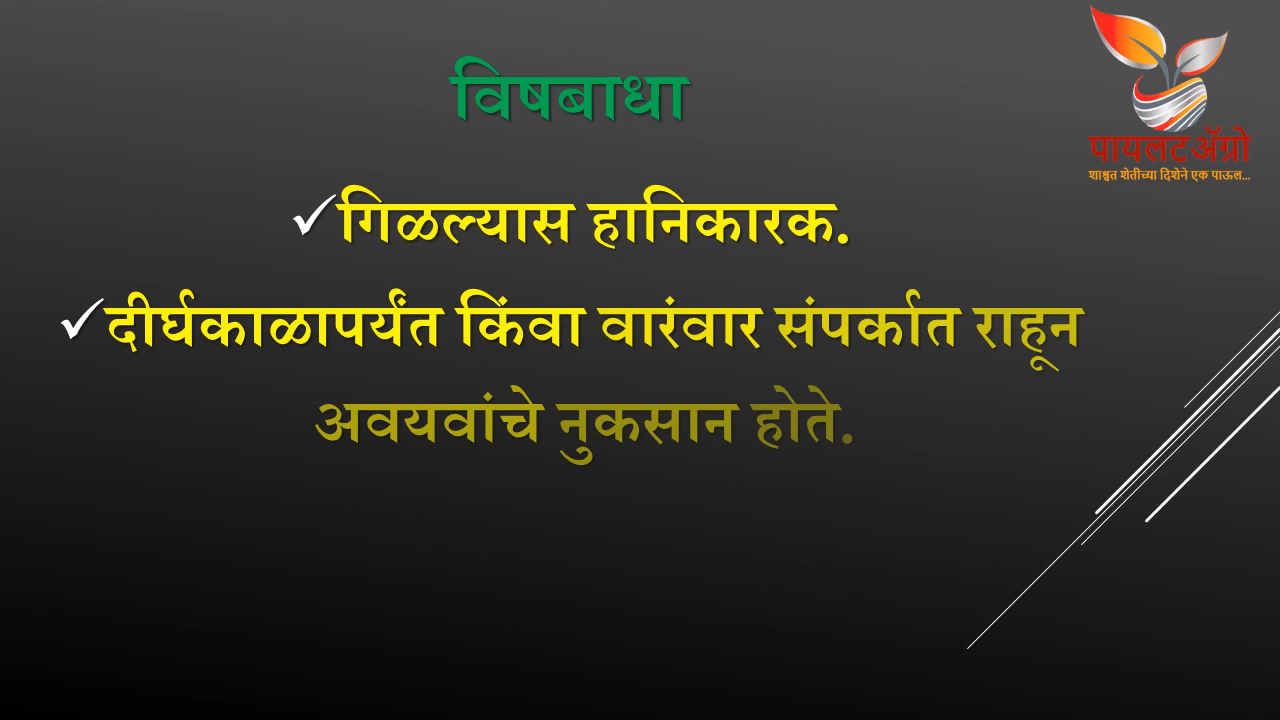 विषबाधा
पायलटॲग्रो
शाश्वत शेतीच्या दिशेने एक पाऊल...
✓गिळल्यास हानिकारक.
✓दीर्घकाळापर्यंत किंवा वारंवार संपर्कात राहून
अवयवांचे नुकसान होते.